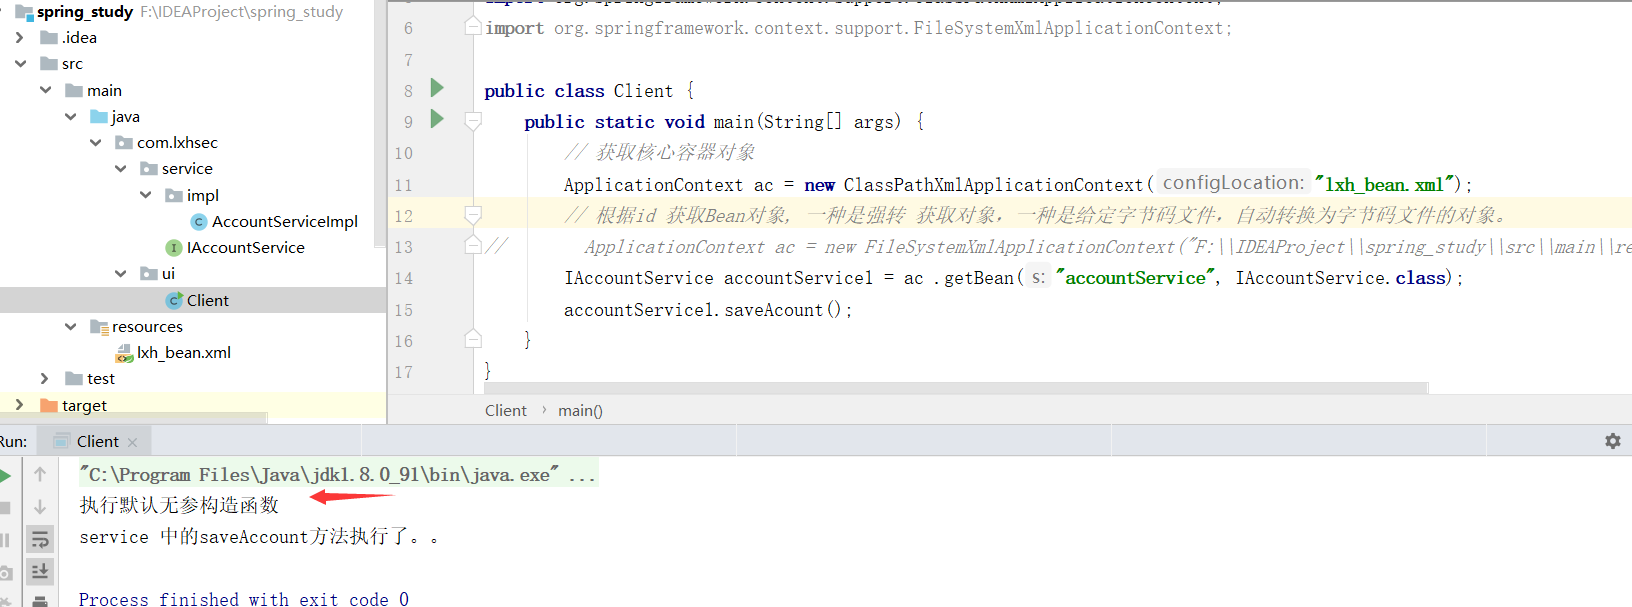 spring_study F:\IDEAProject\spring_study
.idea
src
main
java
com.lxhsec
service
impl
AccountServiceImpl
IAccountService
ui
Client
resources
lxh_bean.xml
test
target
6 import org.springframework.context.support.FileSystemXmlApplicationContext;
7
8 public class Client {
9 public static void main(String[] args) {
10 // 获取核心容器对象
11 ApplicationContext ac = new ClassPathXmlApplicationContext( configLocation: "lxh_bean.xml");
12 // 根据id 获取Bean对象, 一种是强转 获取对象，一种是给定字节码文件，自动转换为字节码文件的对象。
13 // ApplicationContext ac = new FileSystemXmlApplicationContext("F:\\IDEAProject\\spring_study\\src\\main\\re
14 IAccountService accountService1 = ac .getBean( s: "accountService", IAccountService.class);
15 accountService1.saveAcount();
16 }
17 }
Client › main()
Run: Client
"C:\Program Files\Java\jdk1.8.0_91\bin\java.exe" ...
执行默认无参构造函数
service 中的saveAccount方法执行了。。
Process finished with exit code 0